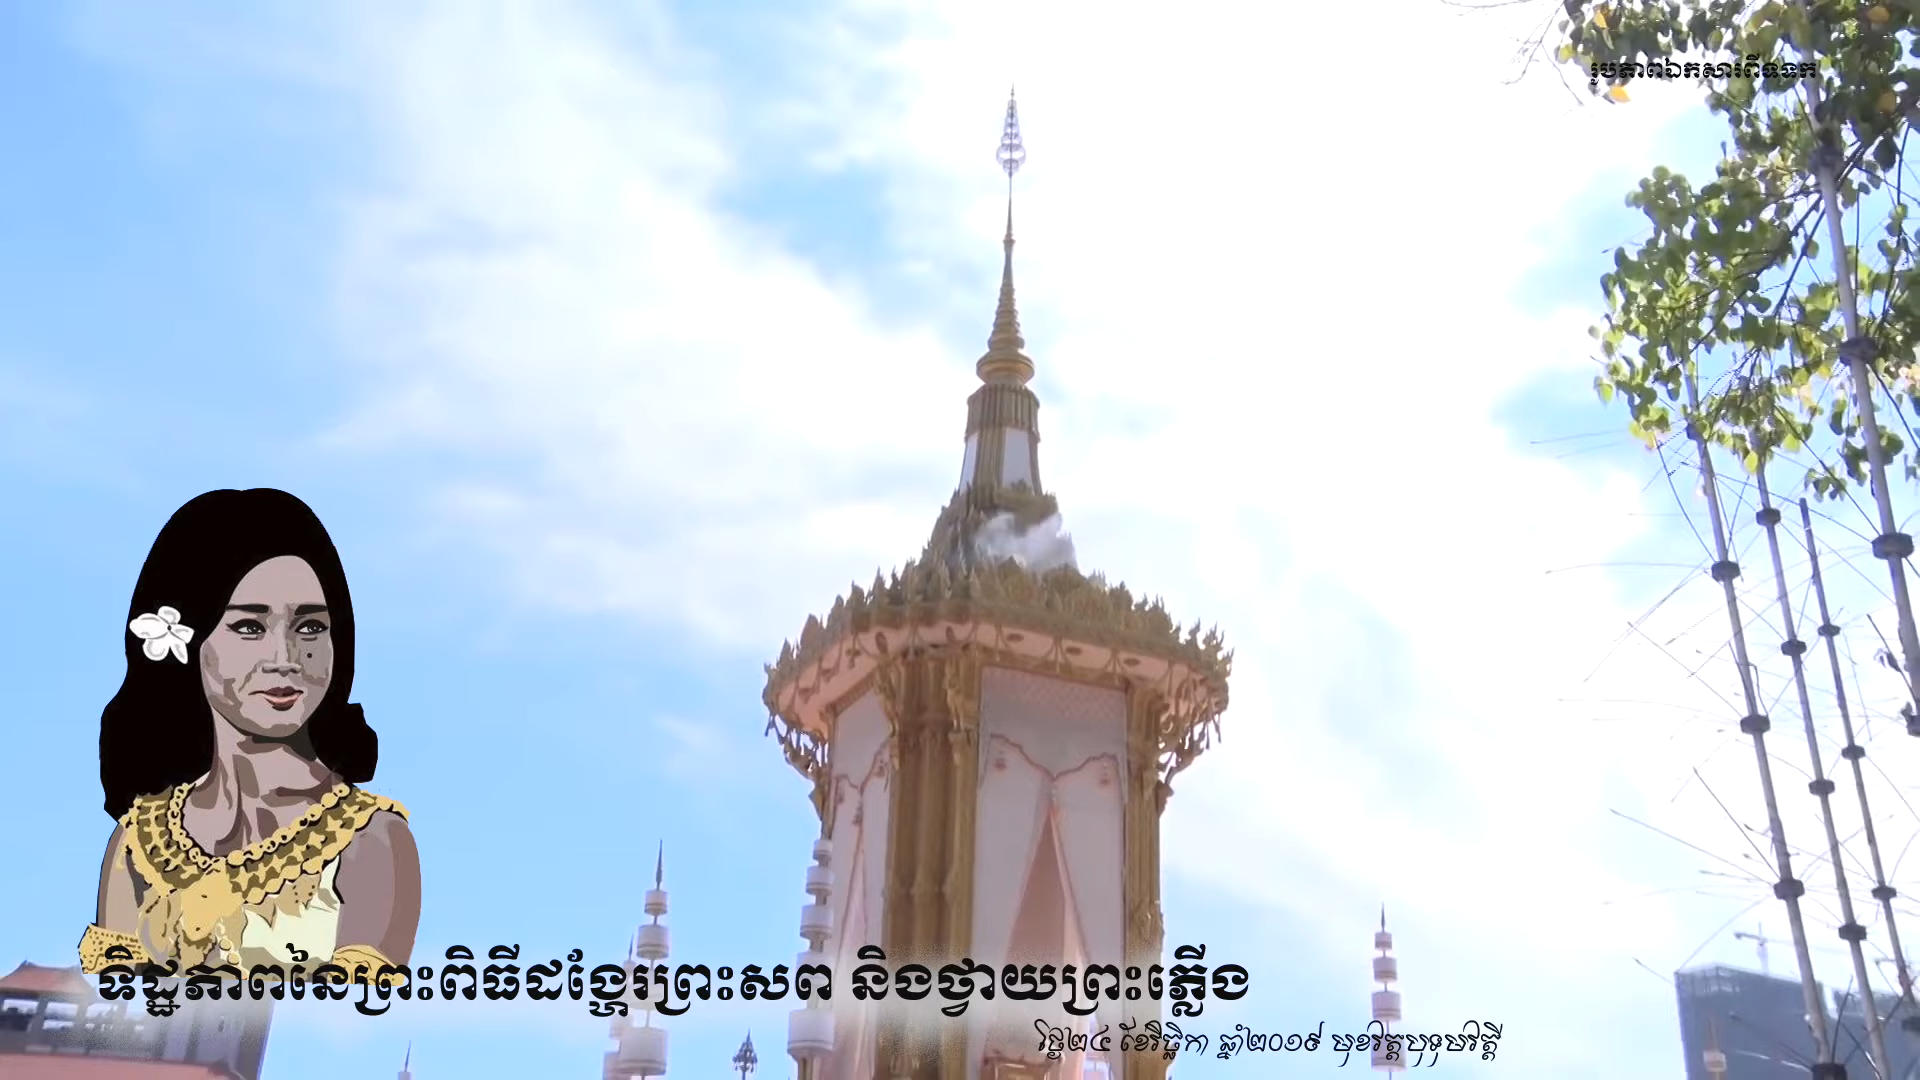 រូបភាពឯកសារពីទទក
ទិដ្ឋភាពនៃព្រះពិធីដង្ហែរព្រះសព និងថ្វាយព្រះភ្លើង
ថ្ងៃ២៤ ខែវិច្ឆិកា ឆ្នាំ២០១៩ មុខវត្តបុទុមវត្តី